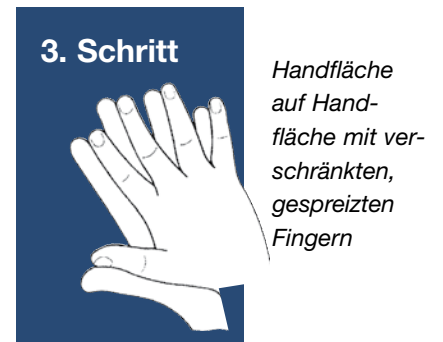 3. Schritt
Handfläche
auf Hand-
fläche mit ver-
schränkten,
gespreizten
Fingern